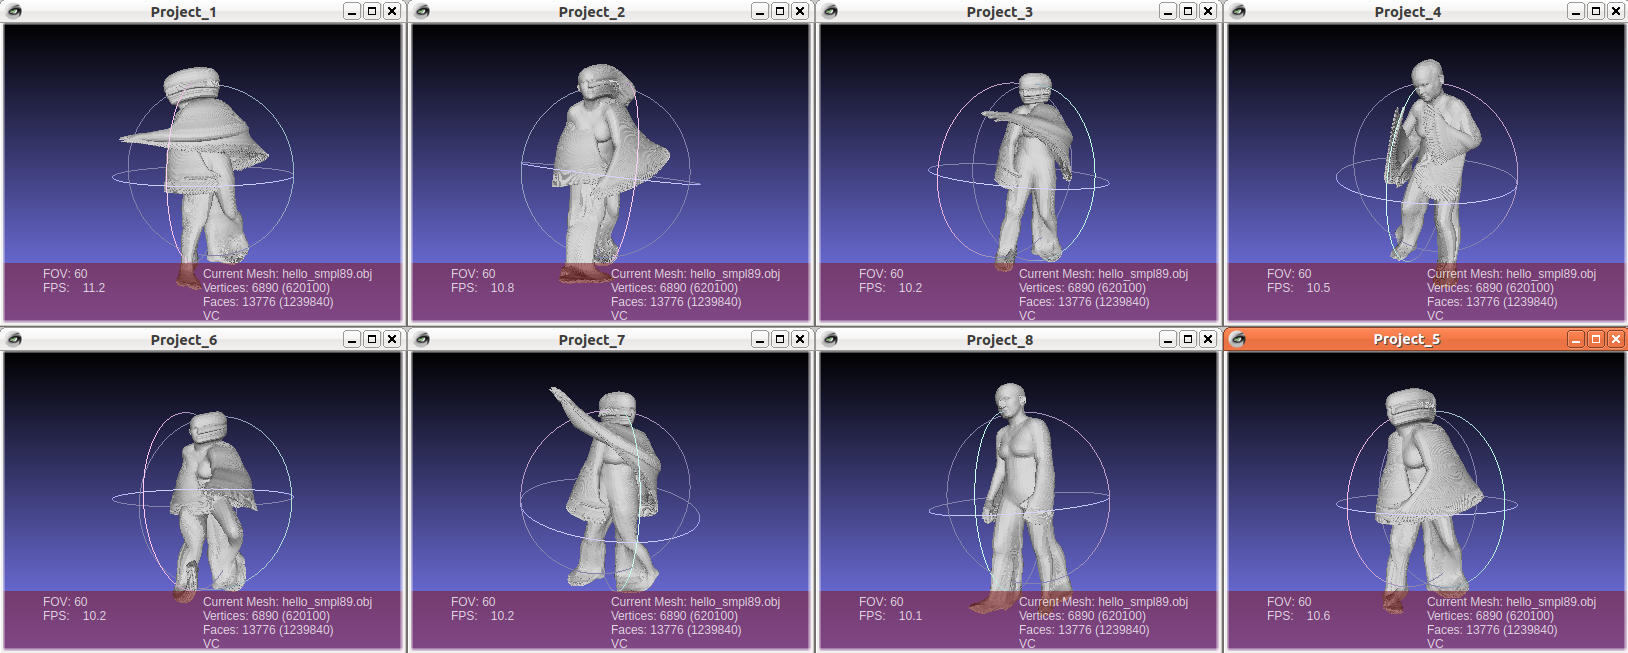 Project_1
FOV: 60
FPS: 11.2
Current Mesh: hello_smpl89.obj
Vertices: 6890 (620100)
Faces: 13776 (1239840)
VC
Project_2
FOV: 60
FPS: 10.8
Current Mesh: hello_smpl89.obj
Vertices: 6890 (620100)
Faces: 13776 (1239840)
VC
Project_3
FOV: 60
FPS: 10.2
Current Mesh: hello_smpl89.obj
Vertices: 6890 (620100)
Faces: 13776 (1239840)
VC
Project_4
FOV: 60
FPS: 10.5
Current Mesh: hello_smpl89.obj
Vertices: 6890 (620100)
Faces: 13776 (1239840)
VC
Project_6
FOV: 60
FPS: 10.2
Current Mesh: hello_smpl89.obj
Vertices: 6890 (620100)
Faces: 13776 (1239840)
VC
Project_7
FOV: 60
FPS: 10.2
Current Mesh: hello_smpl89.obj
Vertices: 6890 (620100)
Faces: 13776 (1239840)
VC
Project_8
FOV: 60
FPS: 10.1
Current Mesh: hello_smpl89.obj
Vertices: 6890 (620100)
Faces: 13776 (1239840)
VC
Project_5
FOV: 60
FPS: 10.6
Current Mesh: hello_smpl89.obj
Vertices: 6890 (620100)
Faces: 13776 (1239840)
VC